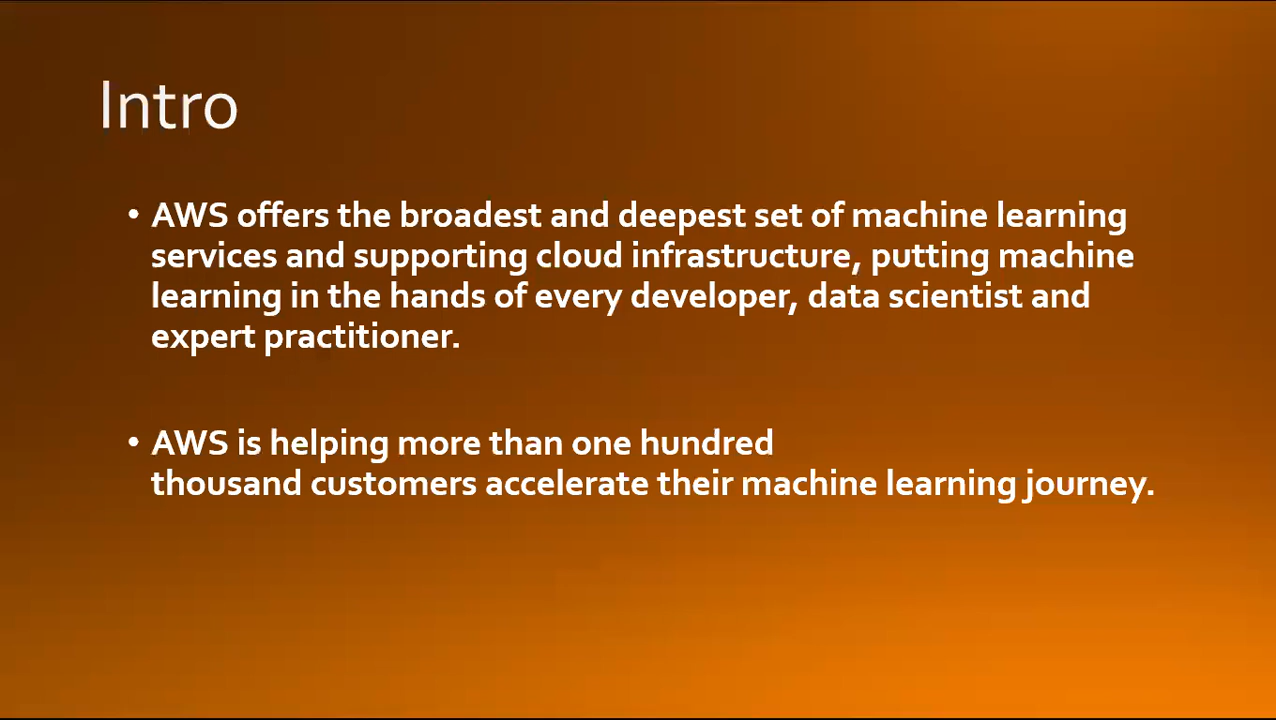 Intro
• AWS offers the broadest and deepest set of machine learning
services and supporting cloud infrastructure, putting machine
learning in the hands of every developer, data scientist and
expert practitioner.
• AWS is helping more than one hundred
thousand customers accelerate their machine learning journey.